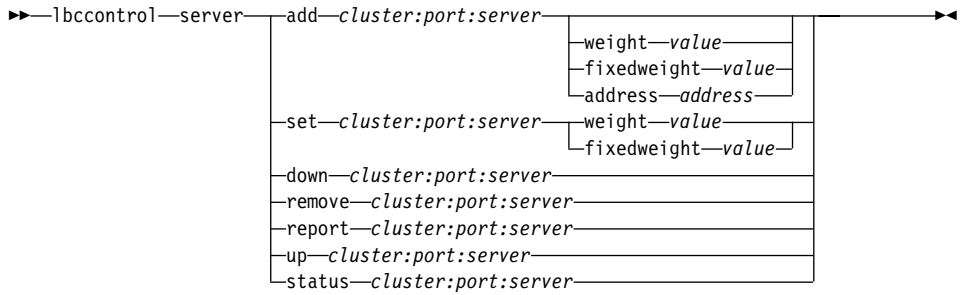 lbccontrol server add cluster:port:server
weight value
fixedweight value
address address
set cluster:port:server weight value
fixedweight value
down cluster:port:server
remove cluster:port:server
report cluster:port:server
up cluster:port:server
status cluster:port:server